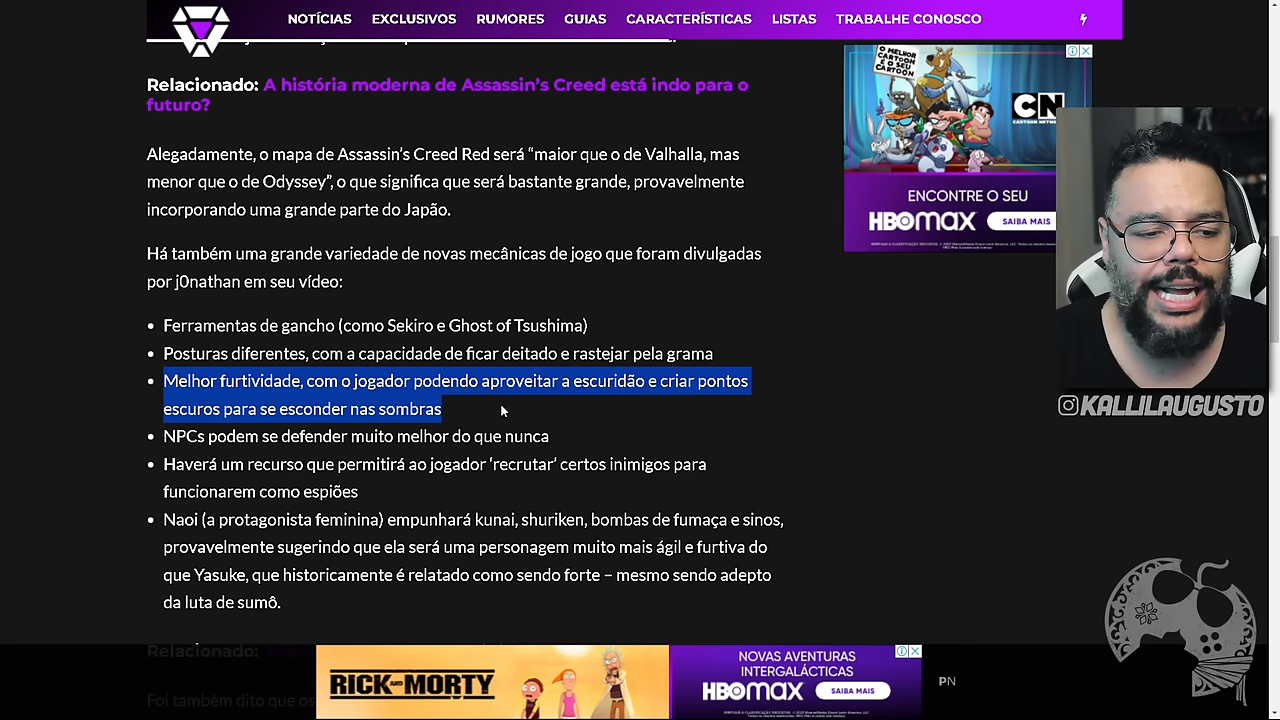 NOTÍCIAS EXCLUSIVOS RUMORES GUIAS CARACTERÍSTICAS LISTAS TRABALHE CONOSCO
Relacionado: A história moderna de Assassin’s Creed está indo para o
futuro?
Alegadamente, o mapa de Assassin’s Creed Red será “maior que o de Valhalla, mas
menor que o de Odyssey”, o que significa que será bastante grande, provavelmente
incorporando uma grande parte do Japão.
Há também uma grande variedade de novas mecânicas de jogo que foram divulgadas
por j0nathan em seu vídeo:
Ferramentas de gancho (como Sekiro e Ghost of Tsushima)
Posturas diferentes, com a capacidade de ficar deitado e rastejar pela grama
Melhor furtividade, com o jogador podendo aproveitar a escuridão e criar pontos
escuros para se esconder nas sombras
NPCs podem se defender muito melhor do que nunca
Haverá um recurso que permitirá ao jogador ‘recrutar’ certos inimigos para
funcionarem como espiões
Naoi (a protagonista feminina) empunhará kunai, shuriken, bombas de fumaça e sinos,
provavelmente sugerindo que ela será uma personagem muito mais ágil e furtiva do
que Yasuke, que historicamente é relatado como sendo forte – mesmo sendo adepto
da luta de sumô.
Relacionado:
Foi também dito que os
O MELHOR
CARTOON
É O SEU
CARTOON
CN
CARTOON NETWORK
ENCONTRE O SEU
HBOMAX
SAIBA MAIS
@KALLILAUGUSTO
RICK AND MORTY
NOVAS AVENTURAS
INTERGALÁCTICAS
HBOMAX
SAIBA MAIS
PN